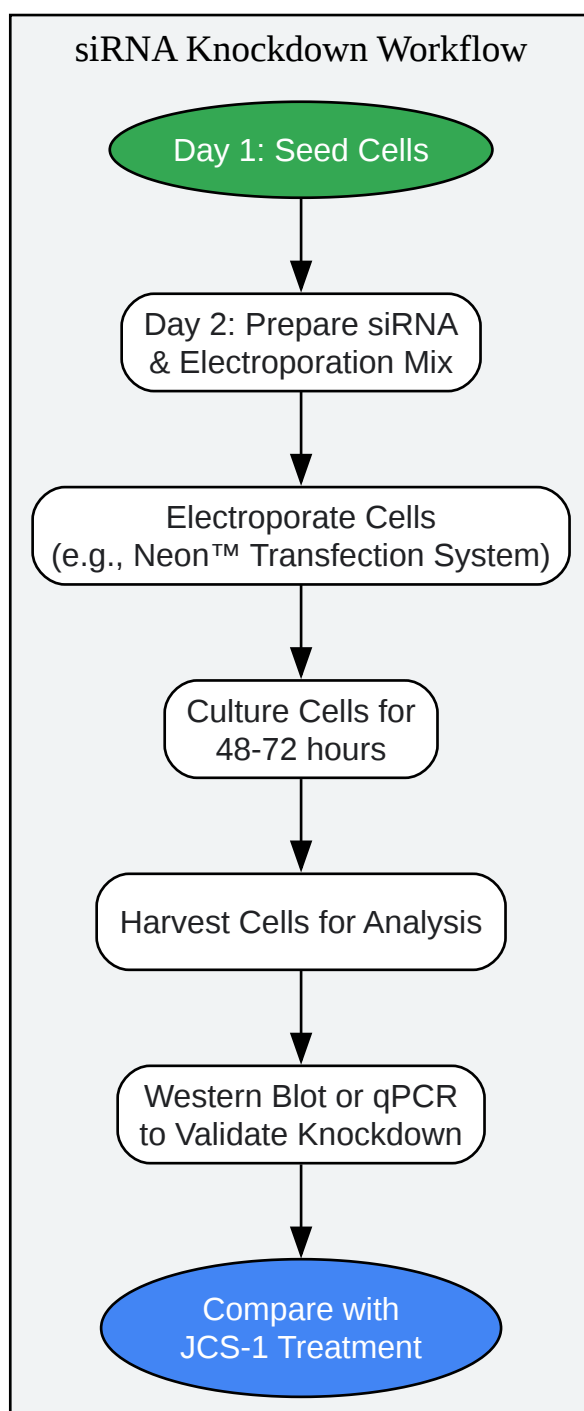 siRNA Knockdown Workflow
Day 1: Seed Cells
Day 2: Prepare siRNA
& Electroporation Mix
Electroporate Cells
(e.g., Neon™ Transfection System)
Culture Cells for
48-72 hours
Harvest Cells for Analysis
Western Blot or qPCR
to Validate Knockdown
Compare with
JCS-1 Treatment